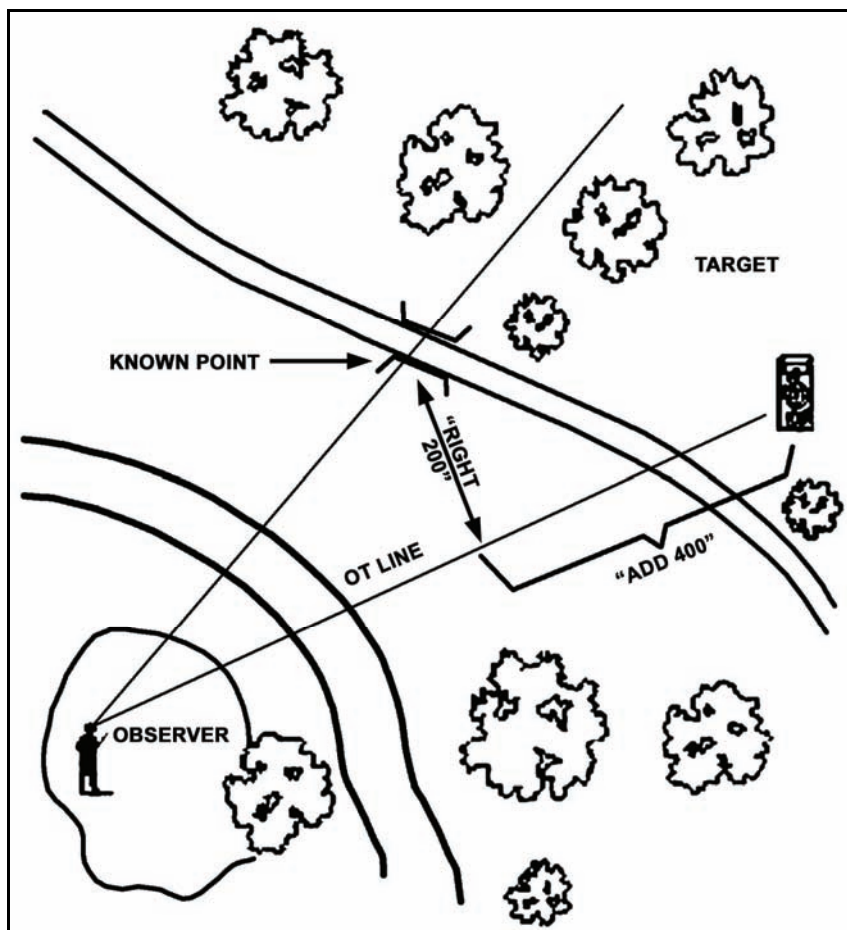 TARGET
KNOWN POINT
“RIGHT
200”
OT LINE
“ADD 400”
OBSERVER